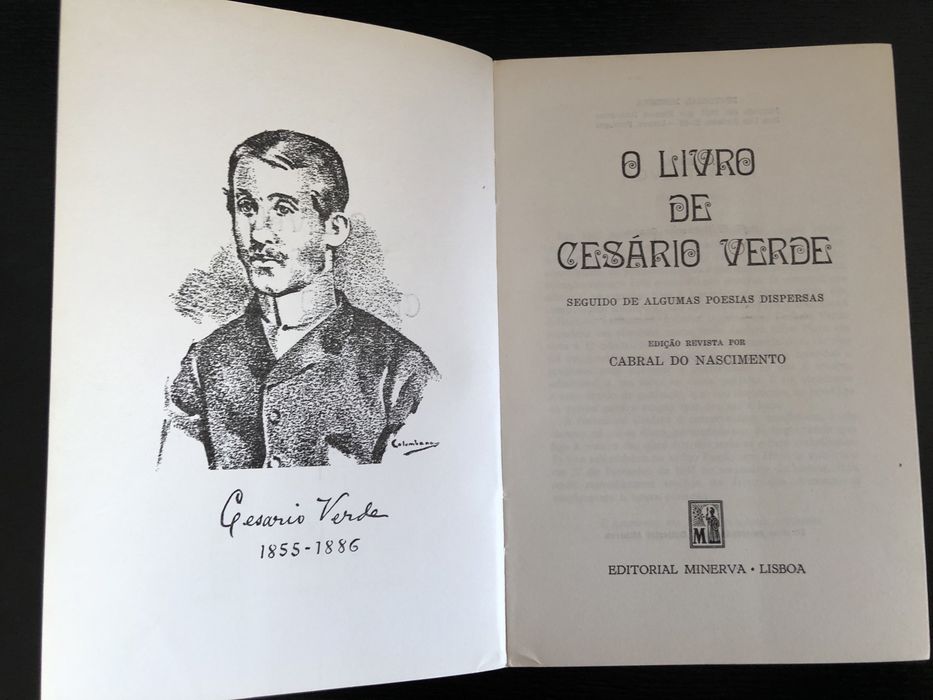 Columbano
Cesario Verde
1855-1886
O LIVRO
DE
CESÁRIO VERDE
SEGUIDO DE ALGUMAS POESIAS DISPERSAS
EDIÇÃO REVISTA POR
CABRAL DO NASCIMENTO
M
EDITORIAL MINERVA • LISBOA